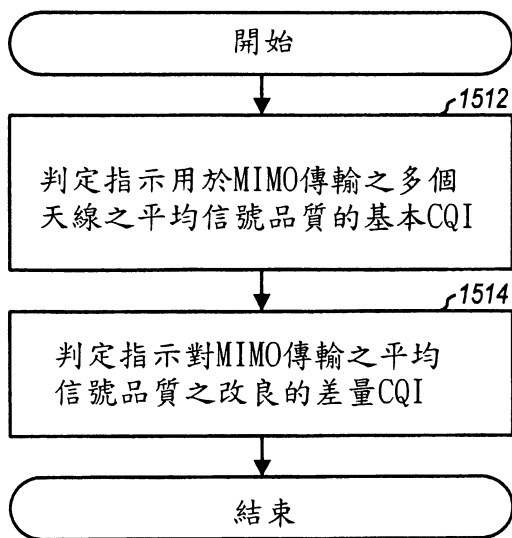 開始
1512
判定指示用於MIMO傳輸之多個
天線之平均信號品質的基本CQI
1514
判定指示對MIMO傳輸之平均
信號品質之改良的差量CQI
結束